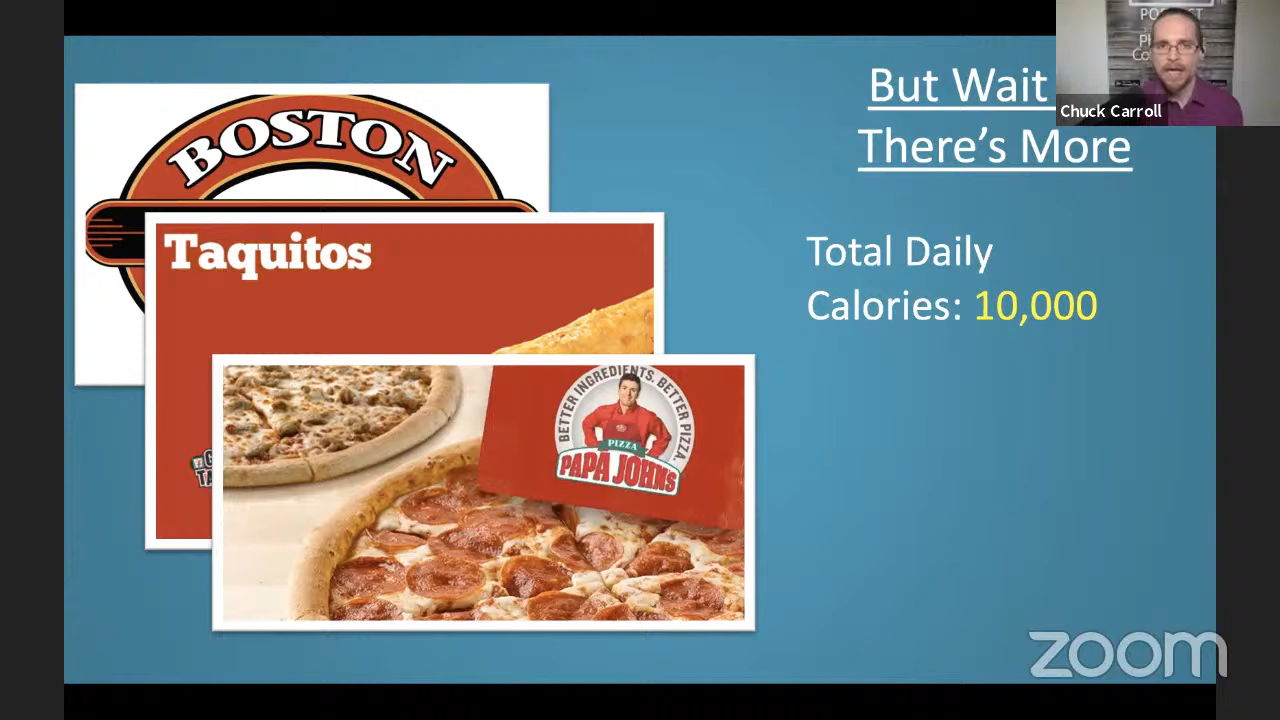 But Wait
There’s More
Chuck Carroll
BOSTON
Taquitos
Total Daily
Calories: 10,000
BETTER INGREDIENTS. BETTER PIZZA.
PIZZA
PAPA JOHN'S
zoom